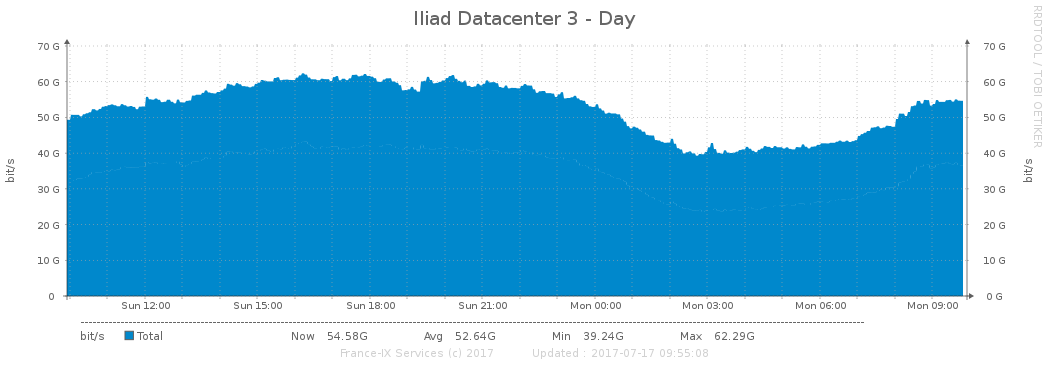 Iliad Datacenter 3 - Day
RRDTOOL / TOBI OETIKER
70 G 70 G
60 G 60 G
50 G 50 G
40 G 40 G
30 G 30 G
20 G 20 G
10 G 10 G
0 0 G
bit/s
bit/s
Sun 12:00 Sun 15:00 Sun 18:00 Sun 21:00 Mon 00:00 Mon 03:00 Mon 06:00 Mon 09:00
bit/s Total Now 54.58G Avg 52.64G Min 39.24G Max 62.29G
France-IX Services (c) 2017 Updated : 2017-07-17 09:55:08